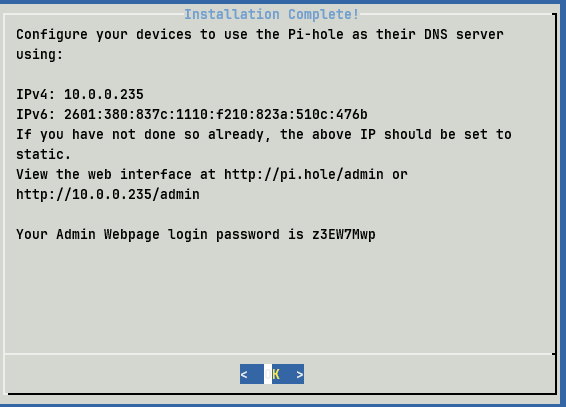 Installation Complete!
Configure your devices to use the Pi-hole as their DNS server
using:
IPv4: 10.0.0.235
IPv6: 2601:380:837c:1110:f210:823a:510c:476b
If you have not done so already, the above IP should be set to
static.
View the web interface at http://pi.hole/admin or
http://10.0.0.235/admin
Your Admin Webpage login password is z3EW7Mwp
< OK >